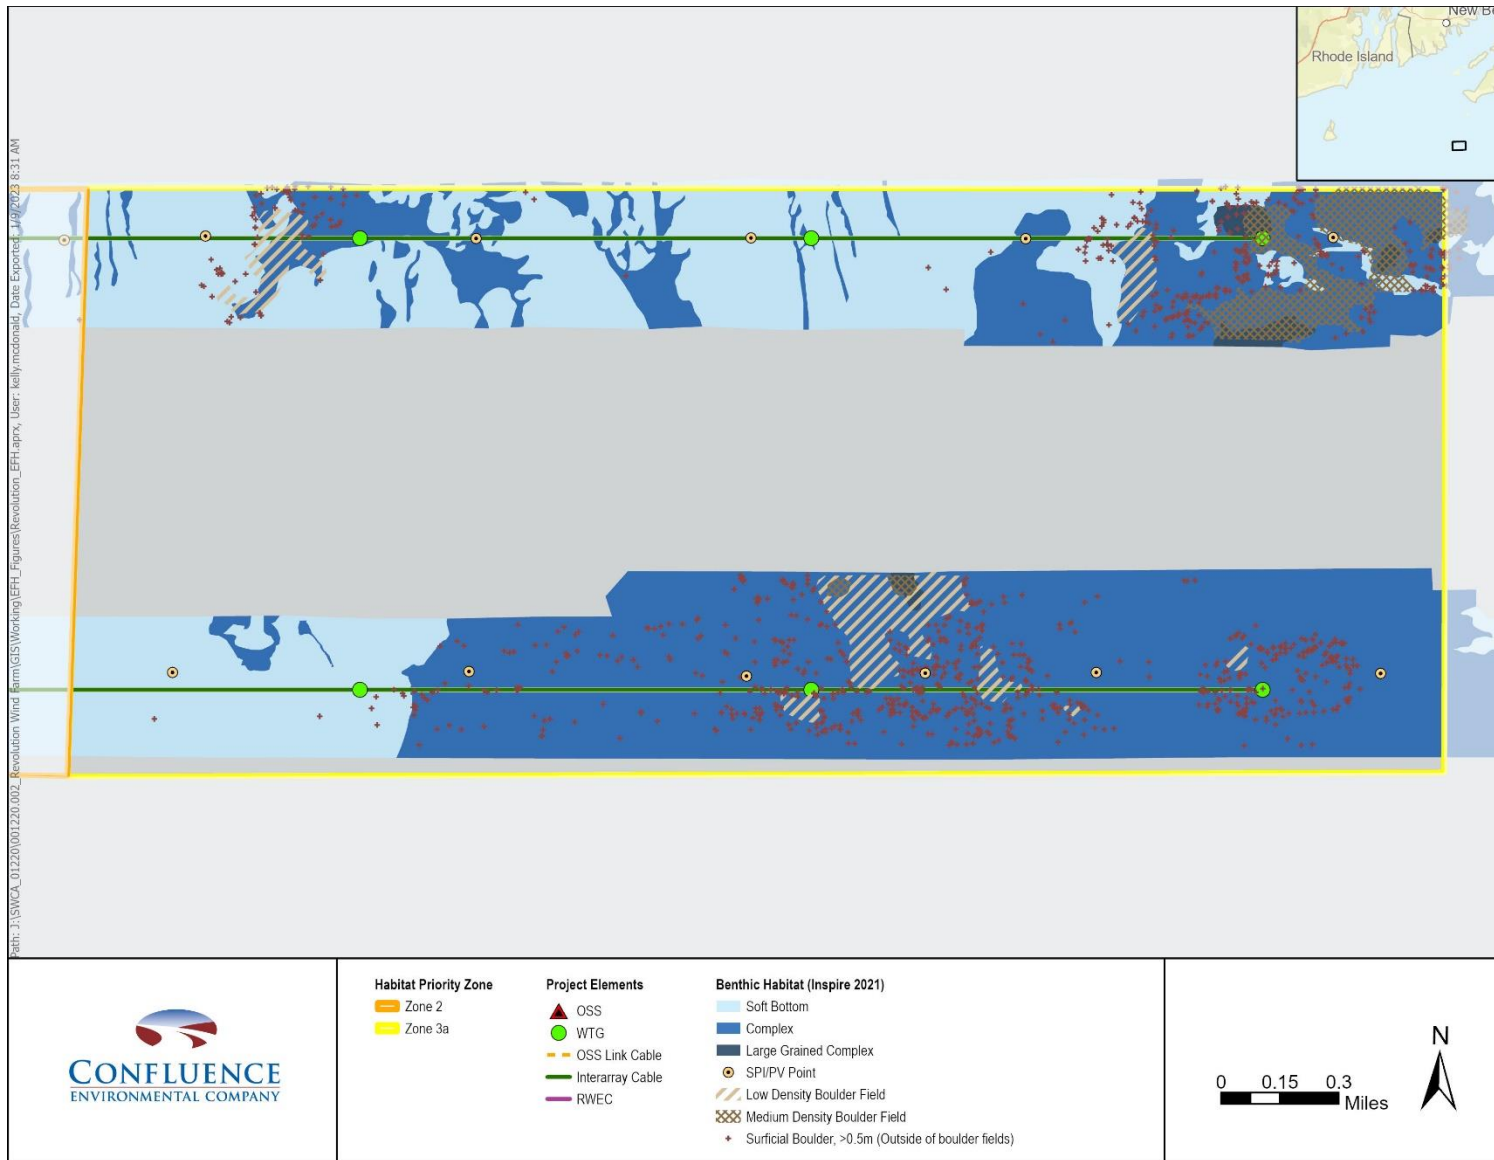 New Be
Rhode Island
Path: J:\SWCA_01220\001220.002_Revolution Wind Farm\GIS\Working\EFH_Figures\Revolution_EFH.aprx, User: kelly.mcdonald, Date Exported: 1/9/2023 8:31 AM
CONFLUENCE
ENVIRONMENTAL COMPANY
Habitat Priority Zone
Zone 2
Zone 3a
Project Elements
OSS
WTG
OSS Link Cable
Interarray Cable
RWEC
Benthic Habitat (Inspire 2021)
Soft Bottom
Complex
Large Grained Complex
SPI/PV Point
Low Density Boulder Field
Medium Density Boulder Field
Surficial Boulder, >0.5m (Outside of boulder fields)
0 0.15 0.3
Miles
N